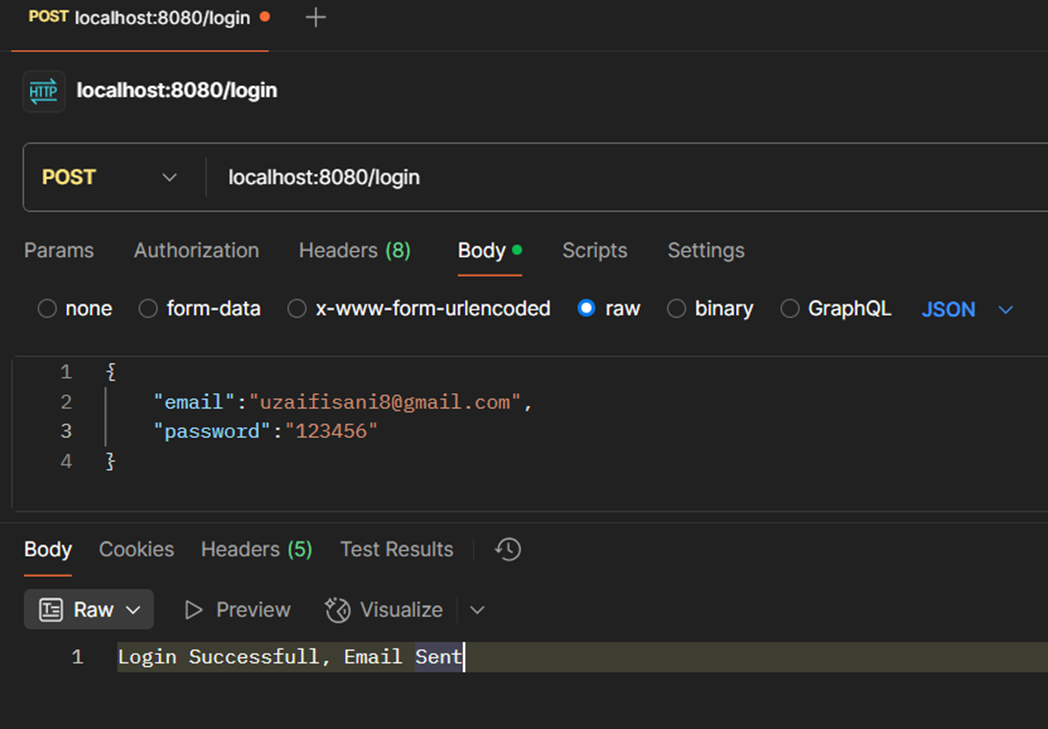 POST localhost:8080/login
HTTP localhost:8080/login
POST localhost:8080/login
Params Authorization Headers (8) Body Scripts Settings
none form-data x-www-form-urlencoded raw binary GraphQL JSON
1 {
2 "email":"uzaifisani8@gmail.com",
3 "password":"123456"
4 }
Body Cookies Headers (5) Test Results
Raw Preview Visualize
1 Login Successfull, Email Sent